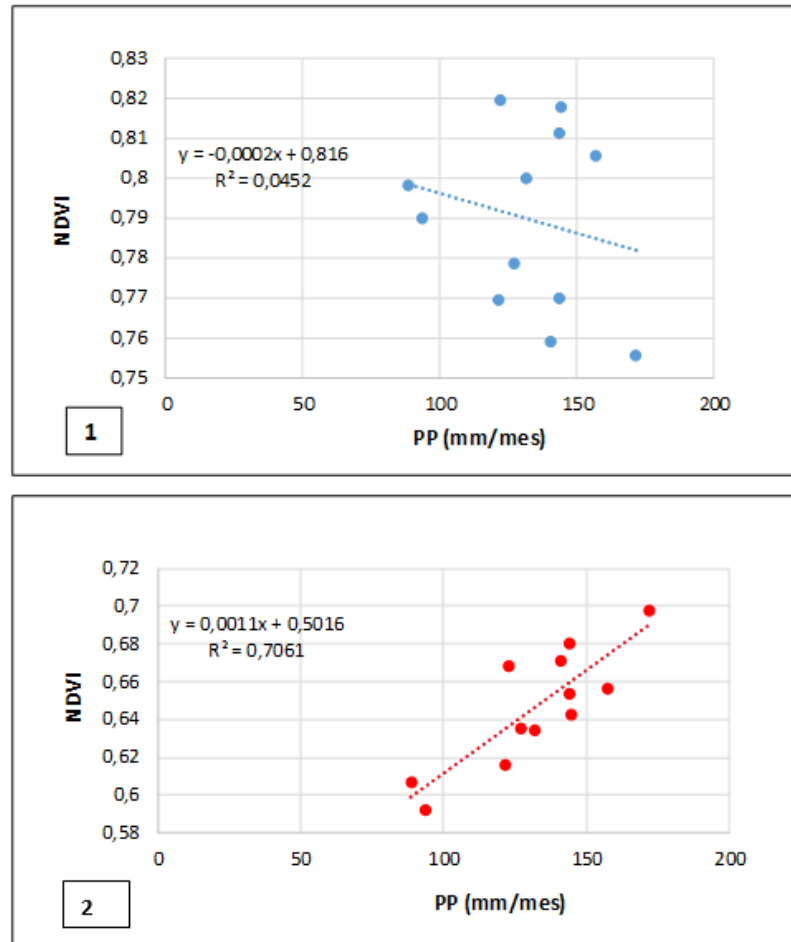 0,83
0,82
0,81
0,8
0,79
0,78
0,77
0,76
0,75
NDVI
y = -0,0002x + 0,816
R² = 0,0452
0 50 100 150 200
PP (mm/mes)
1
0,72
0,7
0,68
0,66
0,64
0,62
0,6
0,58
NDVI
y = 0,0011x + 0,5016
R² = 0,7061
0 50 100 150 200
PP (mm/mes)
2